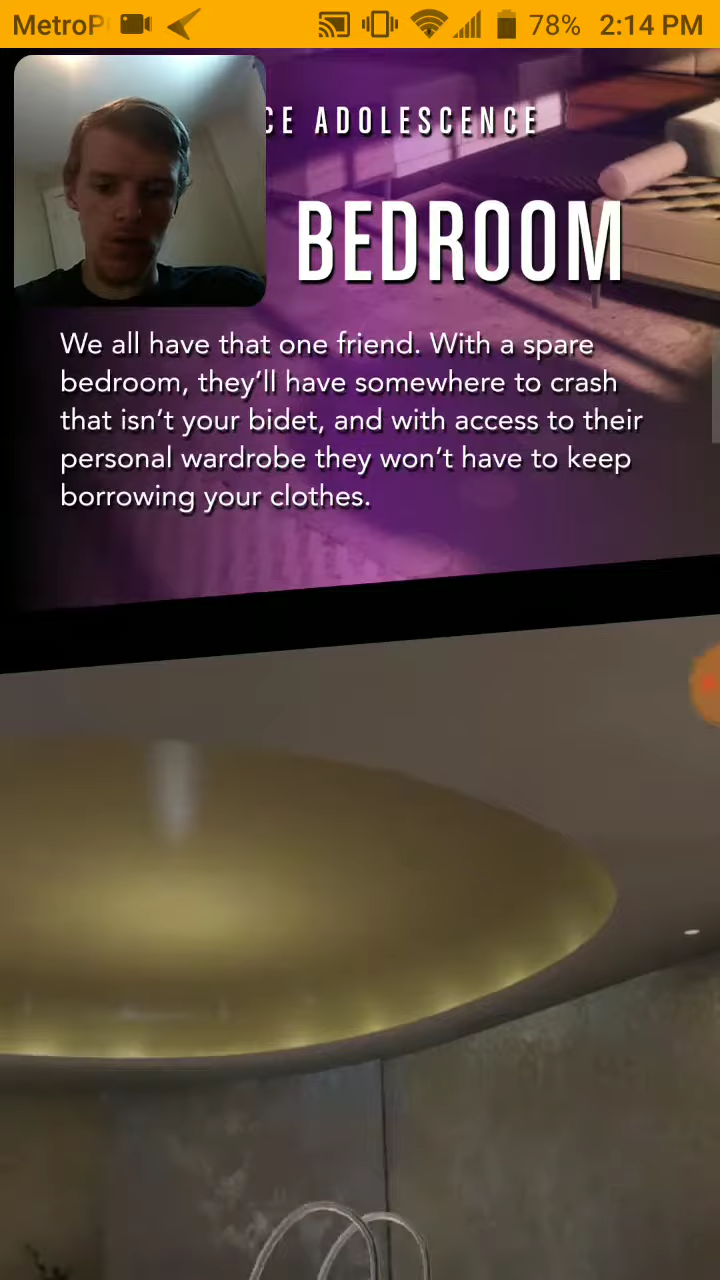 MetroP
78% 2:14 PM
CE ADOLESCENCE
BEDROOM
We all have that one friend. With a spare
bedroom, they’ll have somewhere to crash
that isn’t your bidet, and with access to their
personal wardrobe they won’t have to keep
borrowing your clothes.